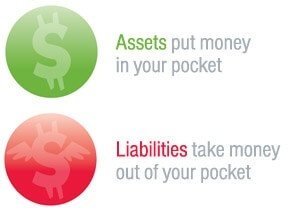 Assets put money
in your pocket
Liabilities take money
out of your pocket